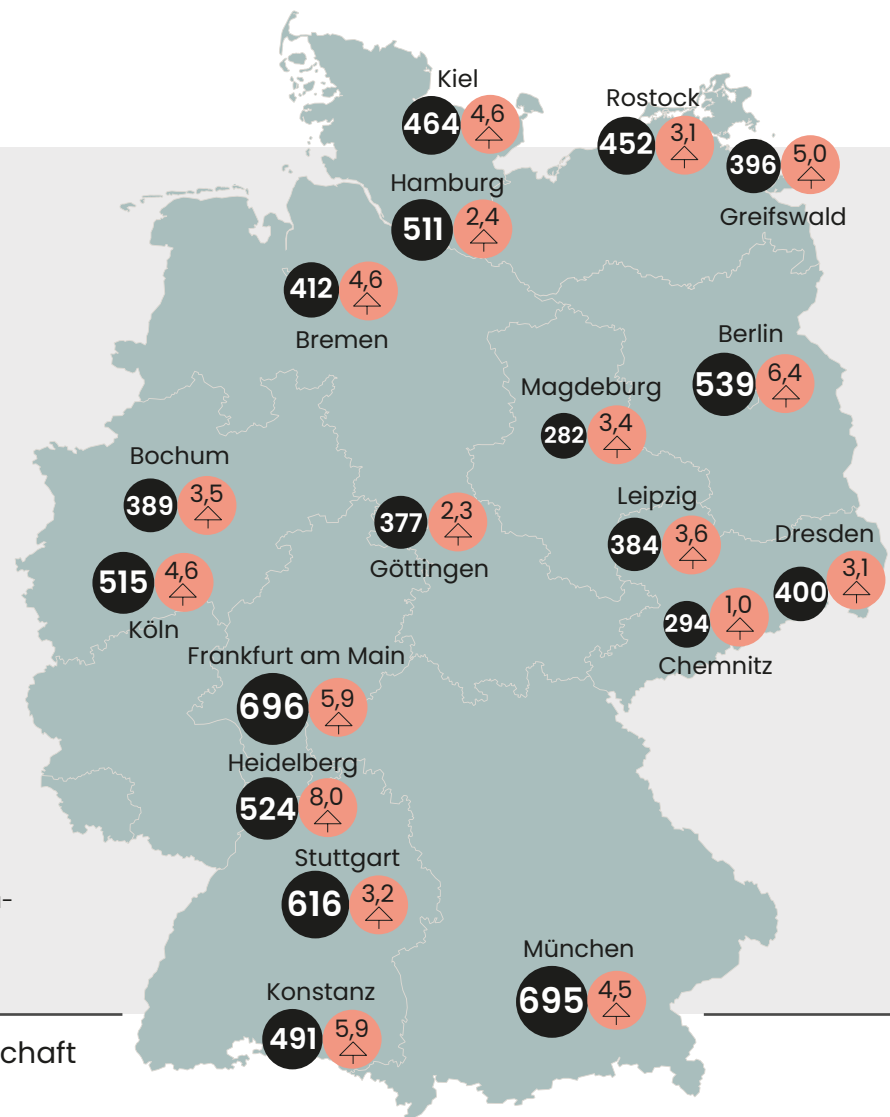 Kiel
464
4,6
Rostock
452
3,1
396
5,0
Greifswald
Hamburg
511
2,4
412
4,6
Bremen
Berlin
539
6,4
Magdeburg
282
3,4
Bochum
389
3,5
377
2,3
Göttingen
Leipzig
384
3,6
Dresden
400
3,1
515
4,6
Köln
294
1,0
Chemnitz
Frankfurt am Main
696
5,9
Heidelberg
524
8,0
Stuttgart
616
3,2
München
695
4,5
Konstanz
491
5,9
chaft